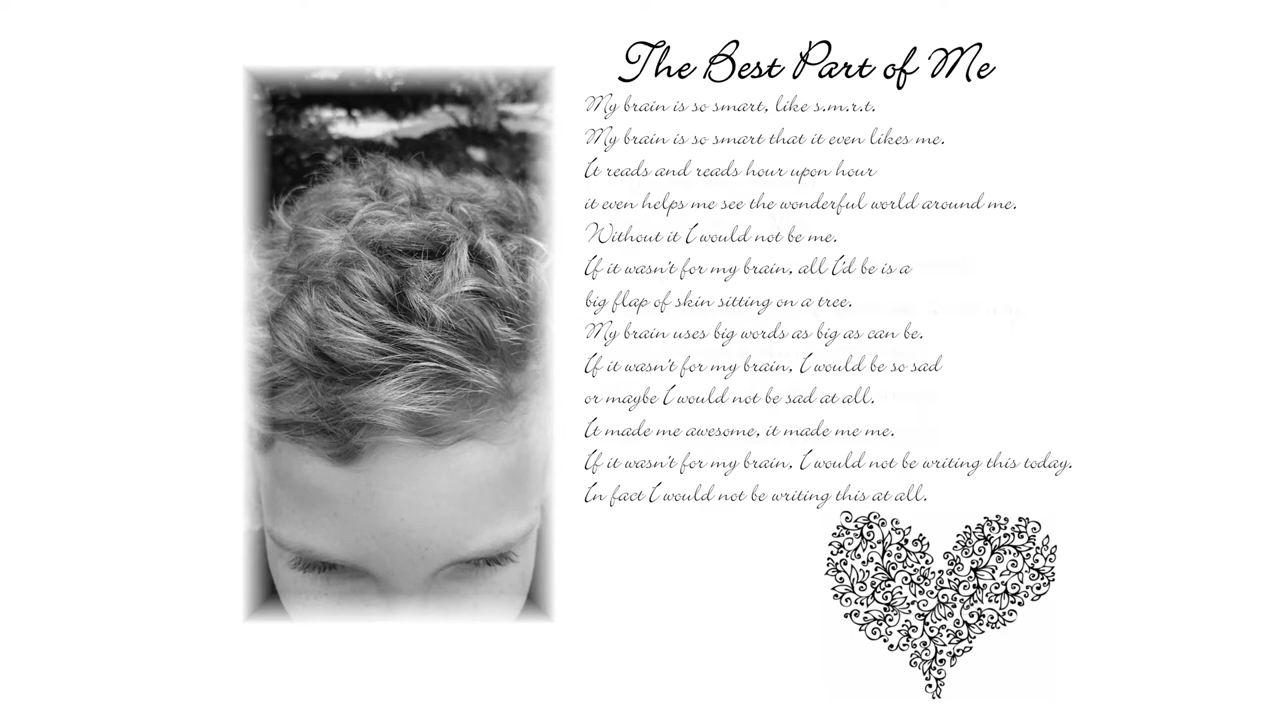 The Best Part of Me
My brain is so smart, like s.m.r.t.
My brain is so smart that it even likes me.
It reads and reads hour upon hour
it even helps me see the wonderful world around me.
Without it I would not be me.
If it wasn't for my brain, all I'd be is a
big flap of skin sitting on a tree.
My brain uses big words as big as can be.
If it wasn't for my brain, I would be so sad
or maybe I would not be sad at all.
It made me awesome, it made me me.
If it wasn't for my brain, I would not be writing this today.
In fact I would not be writing this at all.